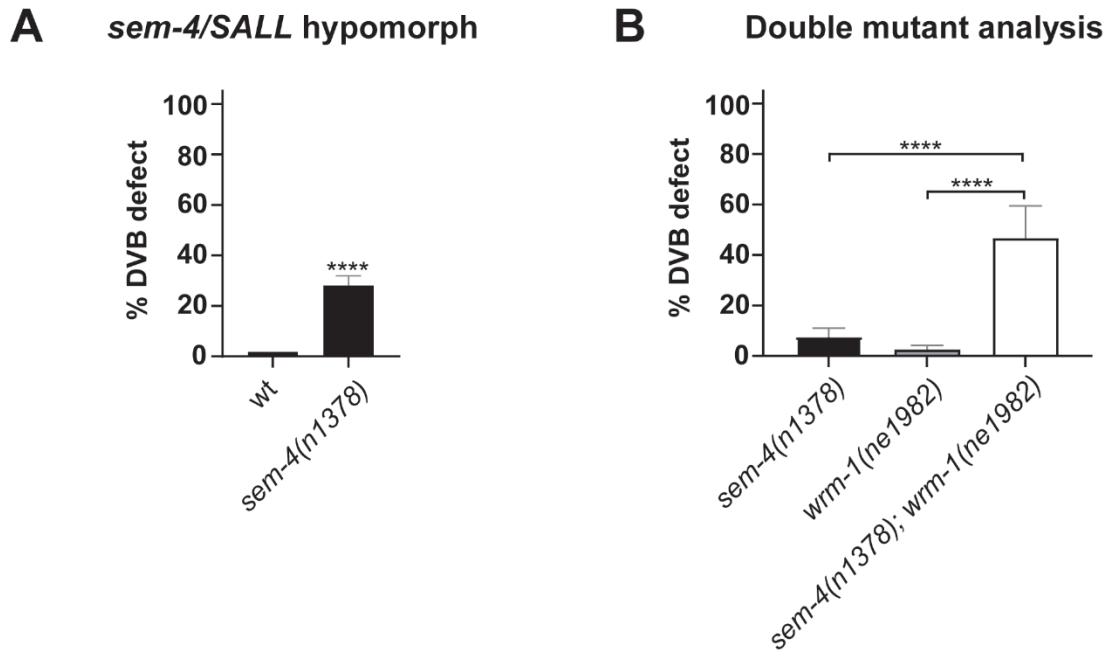 A
sem-4/SALL hypomorph
% DVB defect
100
80
60
40
20
0
****
wt
sem-4(n1378)
B
Double mutant analysis
% DVB defect
100
80
60
40
20
0
****
****
sem-4(n1378)
wrm-1(ne1982)
sem-4(n1378); wrm-1(ne1982)